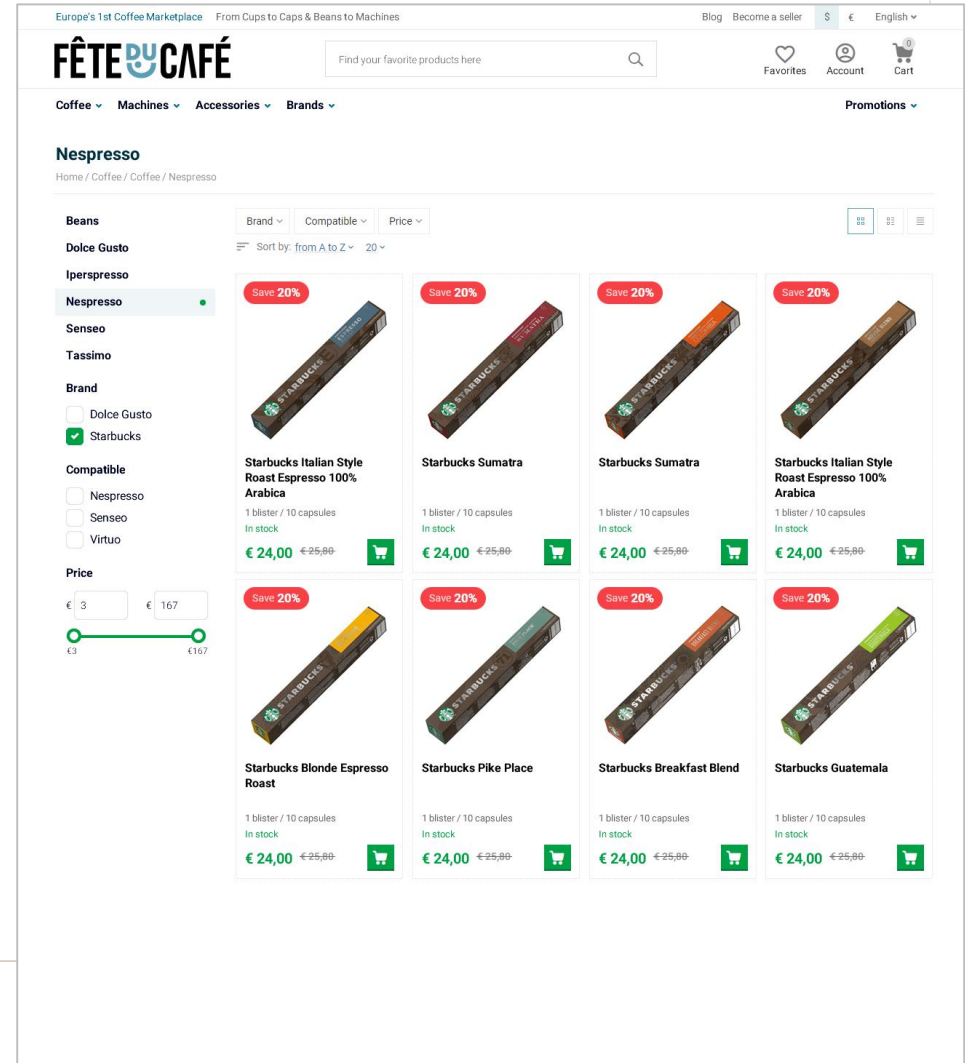 Europe's 1st Coffee Marketplace From Cups to Caps & Beans to Machines Blog Become a seller $ € English
FÊTE DU CAFÉ
Find your favorite products here
0
Favorites Account Cart
Coffee Machines Accessories Brands Promotions
Nespresso
Home / Coffee / Coffee / Nespresso
Beans
Dolce Gusto
Iperspresso
Nespresso
Senseo
Tassimo
Brand
Dolce Gusto
Starbucks
Compatible
Nespresso
Senseo
Virtuo
Price
€ 3 € 167
€3 €167
Brand Compatible Price
Sort by: from A to Z 20
Save 20% Save 20% Save 20% Save 20%
STARBUCKS ESPRESSO
STARBUCKS SUMATRA
STARBUCKS
STARBUCKS
Starbucks Italian Style
Roast Espresso 100%
Arabica
1 blister / 10 capsules
In stock
€ 24,00 € 25,80
Starbucks Sumatra
1 blister / 10 capsules
In stock
€ 24,00 € 25,80
Starbucks Sumatra
1 blister / 10 capsules
In stock
€ 24,00 € 25,80
Starbucks Italian Style
Roast Espresso 100%
Arabica
1 blister / 10 capsules
In stock
€ 24,00 € 25,80
Save 20% Save 20% Save 20% Save 20%
STARBUCKS
STARBUCKS
STARBUCKS
STARBUCKS
Starbucks Blonde Espresso
Roast
1 blister / 10 capsules
In stock
€ 24,00 € 25,80
Starbucks Pike Place
1 blister / 10 capsules
In stock
€ 24,00 € 25,80
Starbucks Breakfast Blend
1 blister / 10 capsules
In stock
€ 24,00 € 25,80
Starbucks Guatemala
1 blister / 10 capsules
In stock
€ 24,00 € 25,80